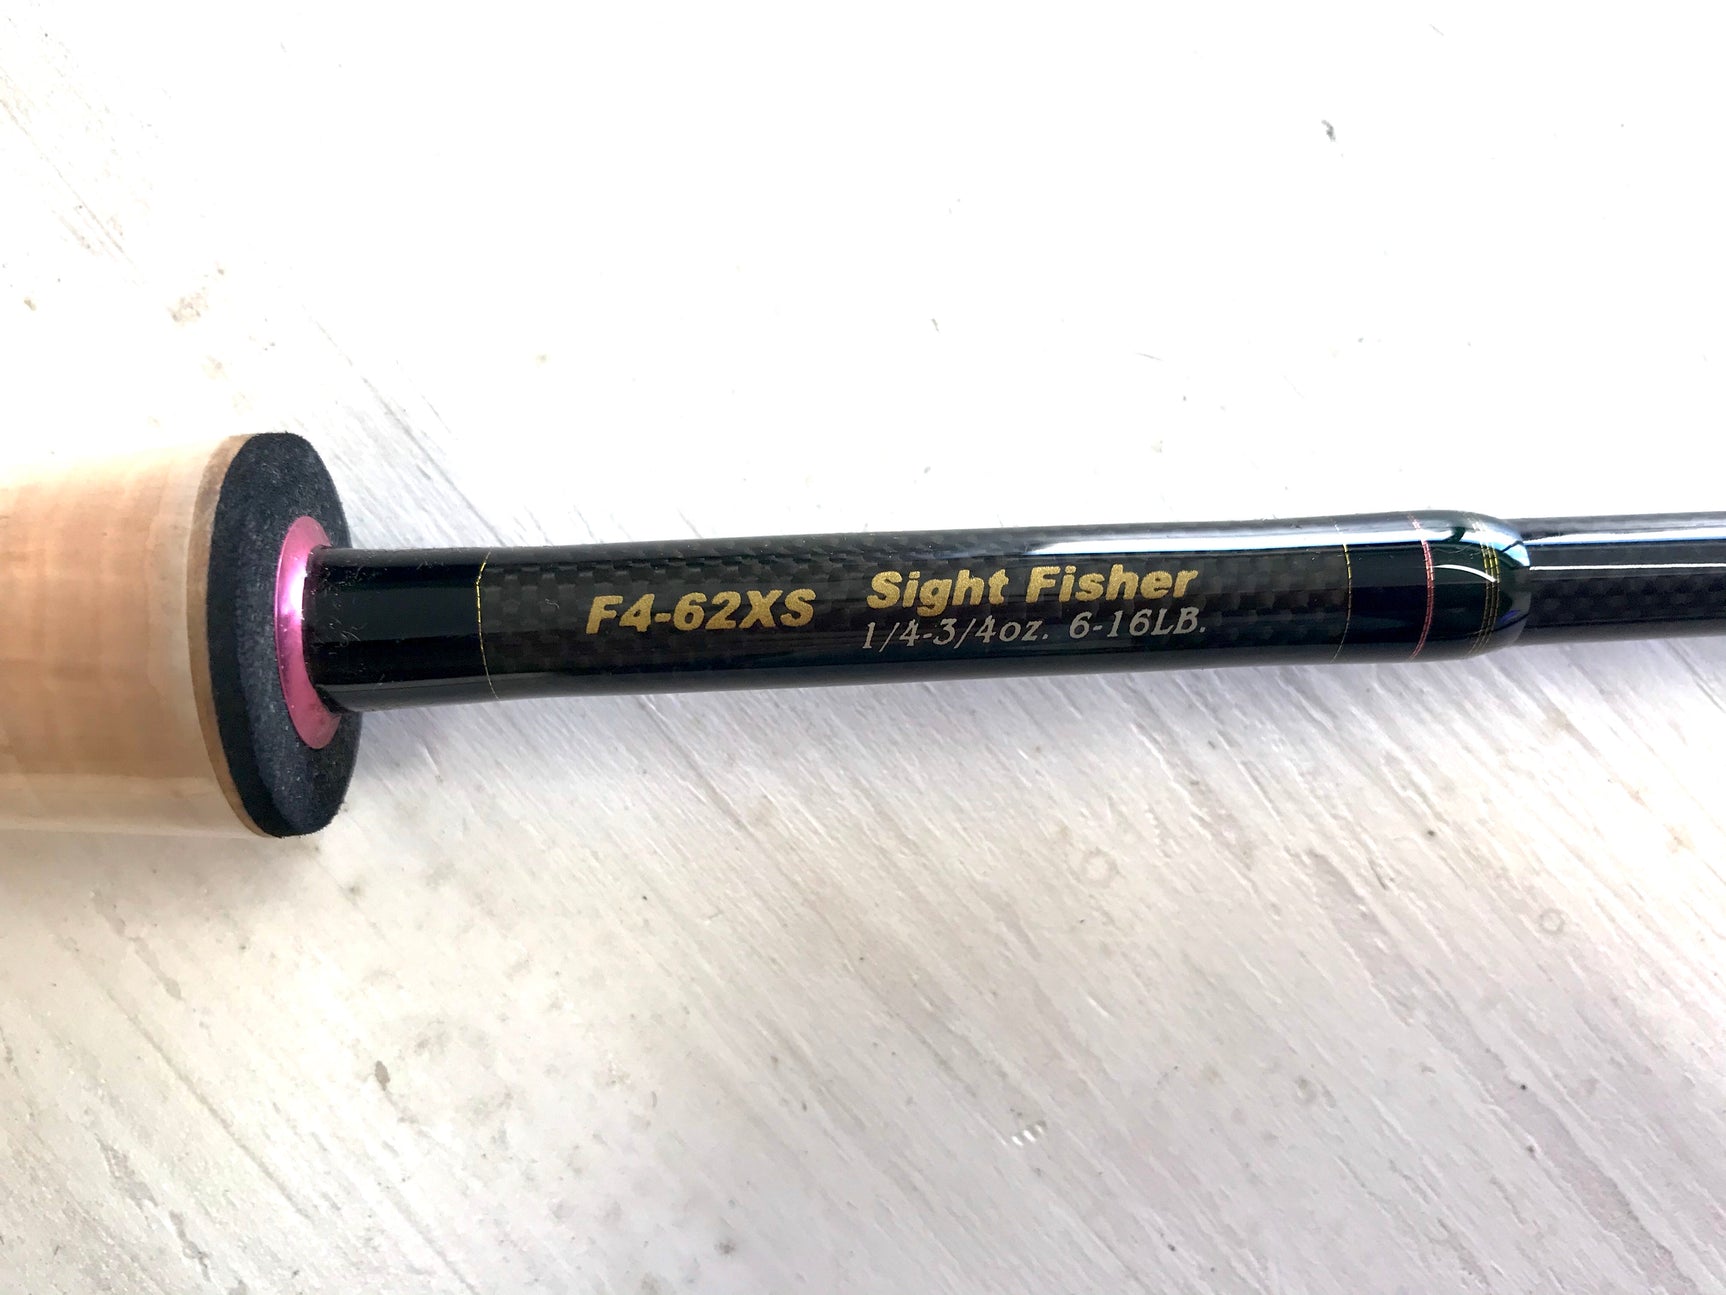 F4-62XS Sight Fisher
1/4-3/4oz. 6-16LB.